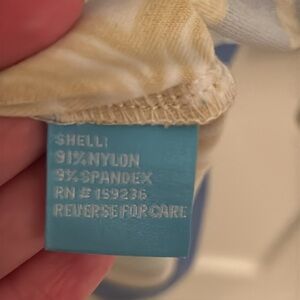 SHELL:
91% NYLON
9% SPANDEX
RN # 159236
REVERSE FOR CARE